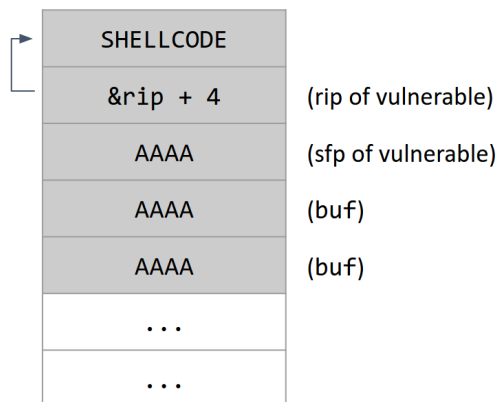 SHELLCODE
&rip + 4 (rip of vulnerable)
AAAA (sfp of vulnerable)
AAAA (buf)
AAAA (buf)
...
...